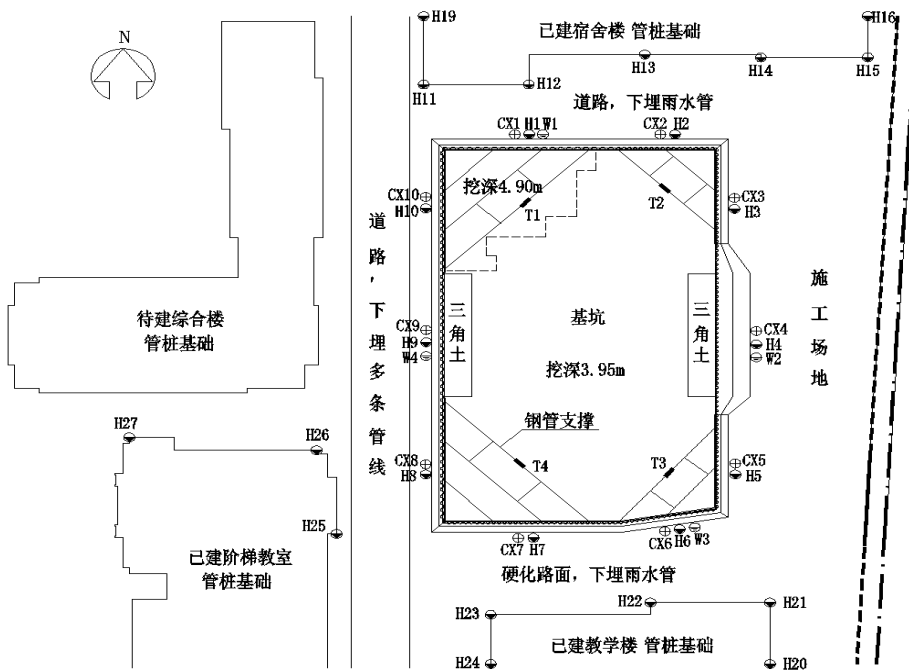 H19
H16
已建宿舍楼 管桩基础
N
H13
H14
H15
H11
H12
道路，下埋雨水管
CX1 H1 W1
CX2 H2
挖深4.90m
CX10
H10
T1
T2
CX3
H3
道路，下埋多条管线
施工场地
三角土
三角土
基坑
待建综合楼
管桩基础
CX9
H9
W4
CX4
H4
W2
挖深3.95m
钢管支撑
H27
H26
CX8
H8
T4
T3
CX5
H5
H25
CX7 H7
CX6 H6 W3
已建阶梯教室
管桩基础
硬化路面，下埋雨水管
H23
H22
H21
已建教学楼 管桩基础
H24
H20